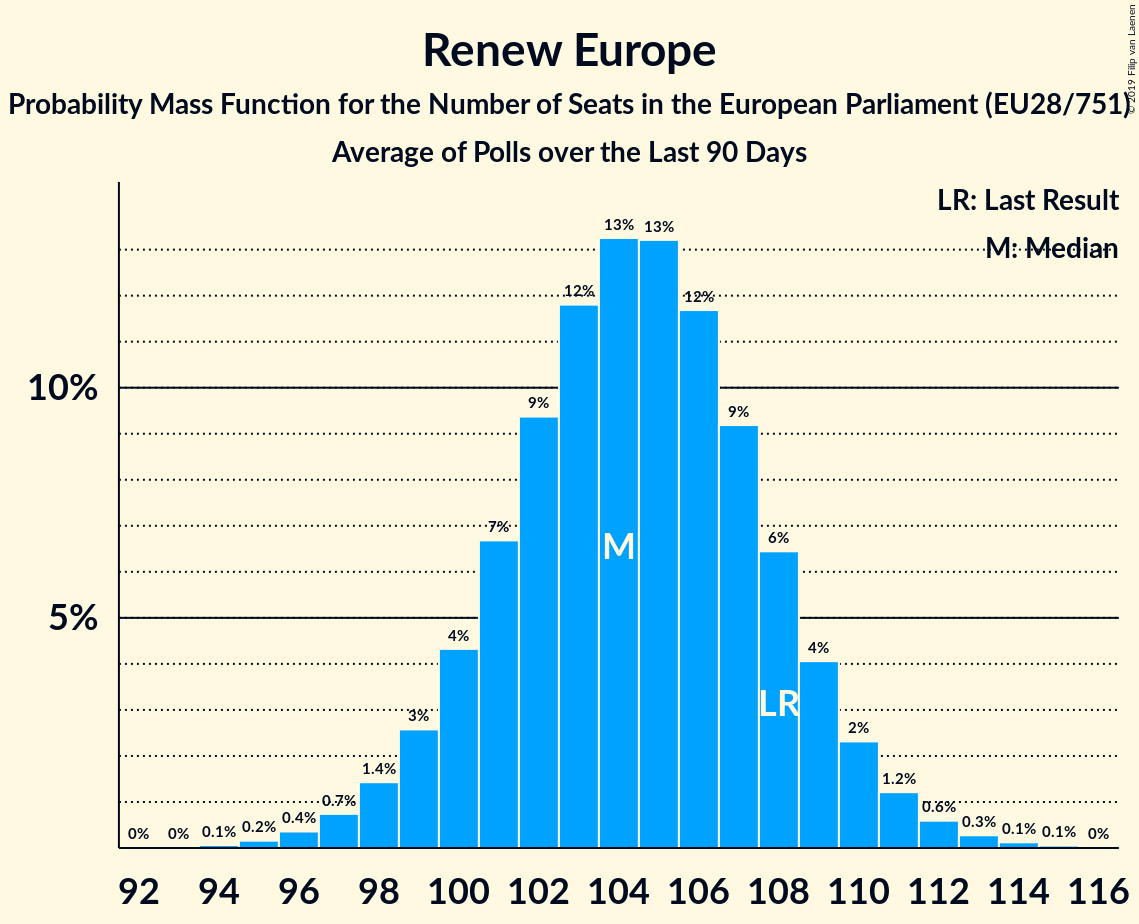 Renew Europe
Probability Mass Function for the Number of Seats in the European Parliament (EU28/751)
Average of Polls over the Last 90 Days
© 2019 Filip van Laenen
LR: Last Result
M: Median
13% 13%
12% 12%
10%
9% 9%
7% 6%
M
5%
4% 4%
LR
3% 2%
1.4% 1.2%
0.7% 0.6%
0% 0% 0.1% 0.2% 0.4% 0.3% 0.1% 0.1% 0%
92 94 96 98 100 102 104 106 108 110 112 114 116